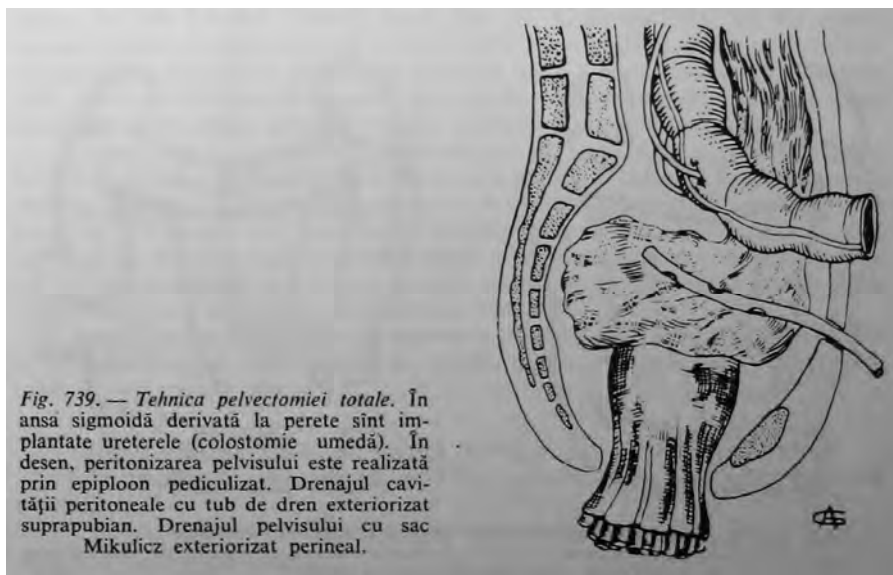 Fig. 739. — Tehnica pelvectomiei totale. În
ansa sigmoidă derivată la perete sînt im-
plantate ureterele (colostomie umedă). În
desen, peritonizarea pelvisului este realizată
prin epiploon pediculizat. Drenajul cavi-
tății peritoneale cu tub de dren exteriorizat
suprapubian. Drenajul pelvisului cu sac
Mikulicz exteriorizat perineal.